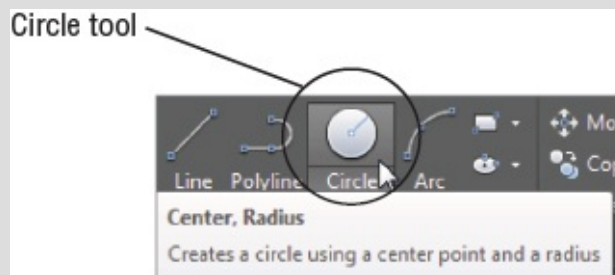 Circle tool
Line Polyline Circle Arc
Center, Radius
Creates a circle using a center point and a radius